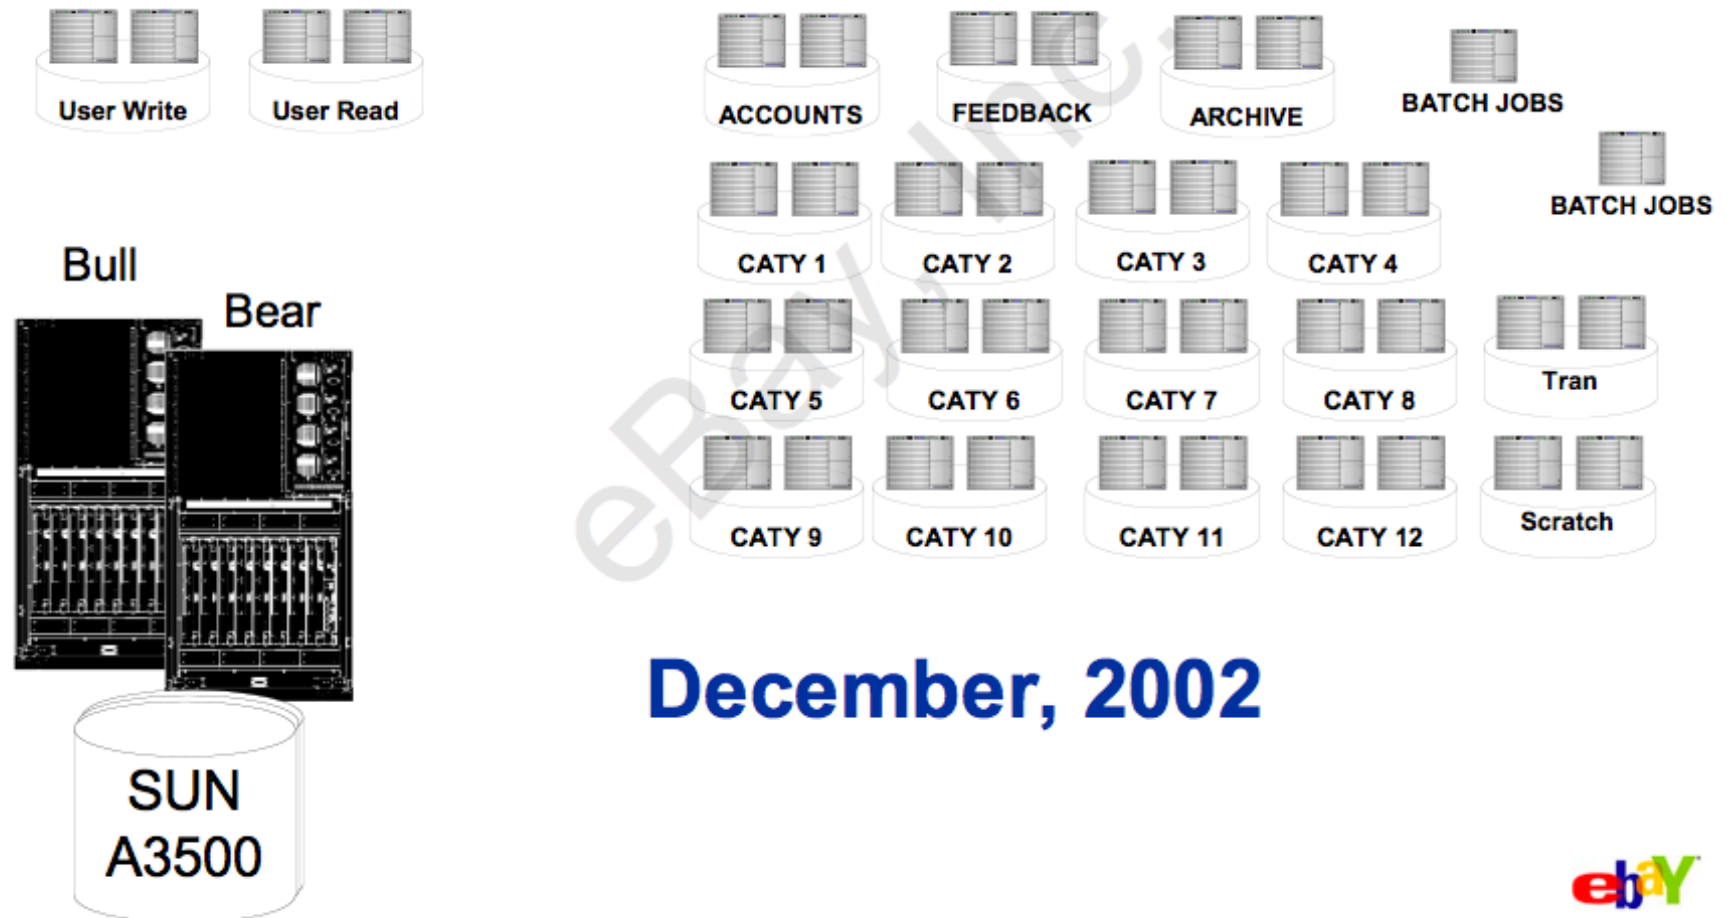 User Write
User Read
ACCOUNTS
FEEDBACK
ARCHIVE
BATCH JOBS
BATCH JOBS
CATY 1
CATY 2
CATY 3
CATY 4
Bull
Bear
CATY 5
CATY 6
CATY 7
CATY 8
Tran
CATY 9
CATY 10
CATY 11
CATY 12
Scratch
eBay, Inc.
December, 2002
SUN
A3500
ebaY